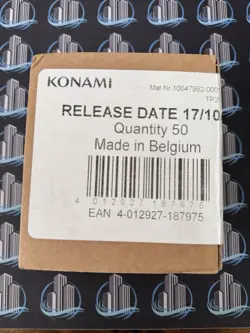 KONAMI
Mat Nr. 10047952-000
RELEASE DATE 17/10
Quantity 50
Made in Belgium
4 012927 187975
EAN 4-012927-187975